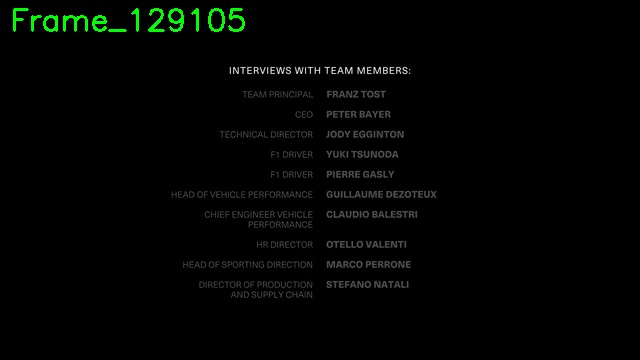 Frame_129105
INTERVIEWS WITH TEAM MEMBERS:
TEAM PRINCIPAL FRANZ TOST
CEO PETER BAYER
TECHNICAL DIRECTOR JODY EGGINTON
F1 DRIVER YUKI TSUNODA
F1 DRIVER PIERRE GASLY
HEAD OF VEHICLE PERFORMANCE GUILLAUME DEZOTEUX
CHIEF ENGINEER VEHICLE CLAUDIO BALESTRI
PERFORMANCE
HR DIRECTOR OTELLO VALENTI
HEAD OF SPORTING DIRECTION MARCO PERRONE
DIRECTOR OF PRODUCTION STEFANO NATALI
AND SUPPLY CHAIN